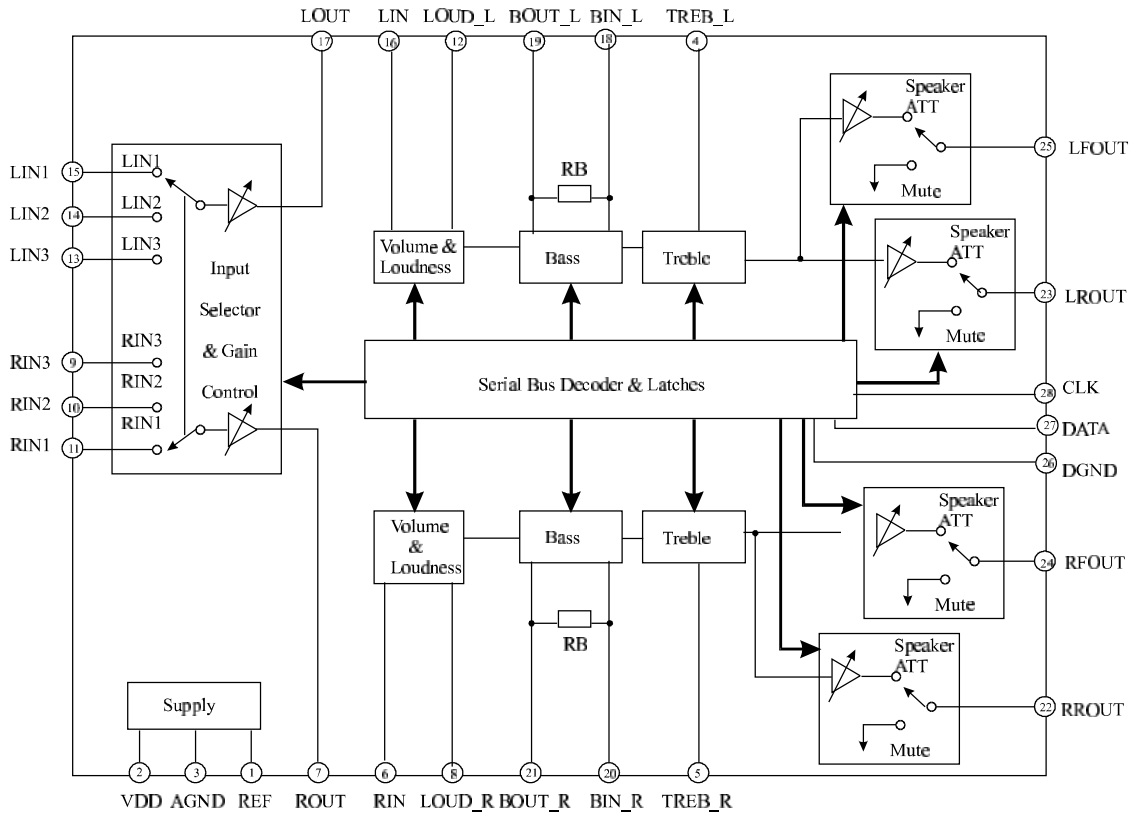 LOUT LIN LOUD_L BOUT_L BIN_L TREB_L
17 16 12 19 18 4
Speaker
ATT
Mute
25 LFOUT
LIN1 15 LIN1
LIN2 14 LIN2
LIN3 13 LIN3
Input
Selector
& Gain
Control
RB
Volume &
Loudness
Bass
Treble
Speaker
ATT
Mute
23 LROUT
RIN3 9 RIN3
RIN2 10 RIN2
RIN1 11 RIN1
Serial Bus Decoder & Latches
28 CLK
27 DATA
26 DGND
Volume
&
Loudness
Bass
Treble
RB
Speaker
ATT
Mute
24 RFOUT
Speaker
ATT
Mute
22 RROUT
Supply
2 3 1 7 6 8 21 20 5
VDD AGND REF ROUT RIN LOUD_R BOUT_R BIN_R TREB_R